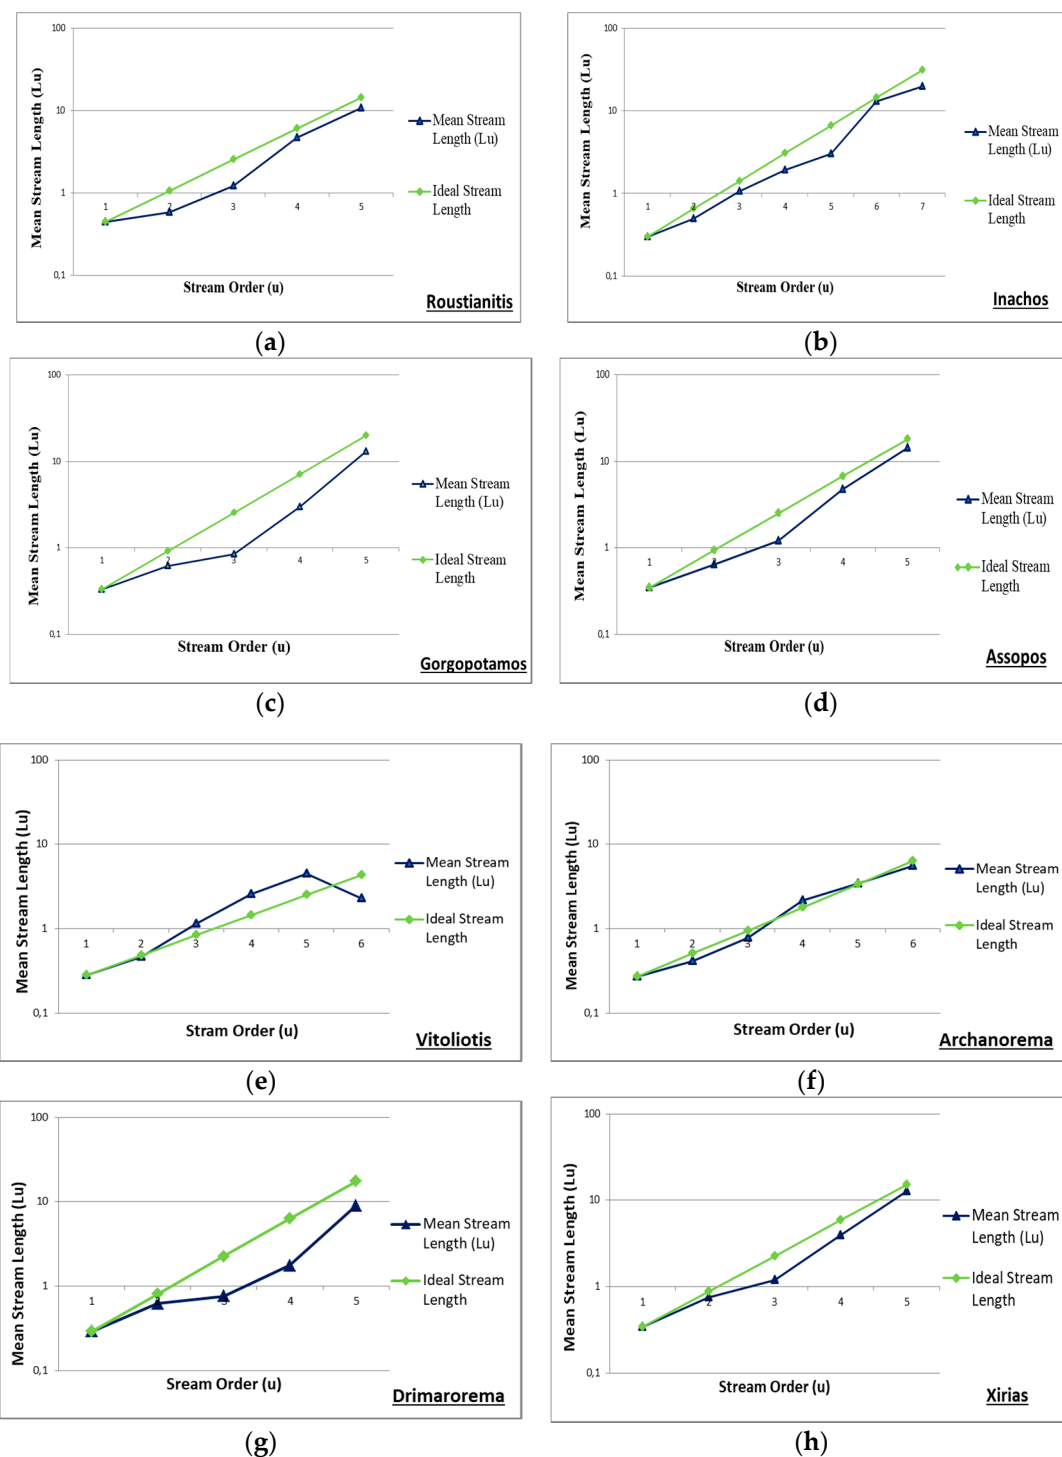 100
10
1
0,1
Mean Stream Length (Lu)
1 2 3 4 5
Stream Order (u)
Mean Stream
Length (Lu)
Ideal Stream
Length
Roustianitis
(a)
100
10
1
0,1
Mean Stream Length (Lu)
1 2 3 4 5 6 7
Stream Order (u)
Mean Stream
Length (Lu)
Ideal Stream
Length
Inachos
(b)
100
10
1
0,1
Mean Stream Length (Lu)
1 2 3 4 5
Stream Order (u)
Mean Stream
Length (Lu)
Ideal Stream
Length
Gorgopotamos
(c)
100
10
1
0,1
Mean Stream Length (Lu)
1 2 3 4 5
Stream Order (u)
Mean Stream
Length (Lu)
Ideal Stream
Length
Assopos
(d)
100
10
1
0,1
Mean Stream Length (Lu)
1 2 3 4 5 6
Stram Order (u)
Mean Stream
Length (Lu)
Ideal Stream
Length
Vitoliotis
(e)
100
10
1
0,1
Mean Stream Length (Lu)
1 2 3 4 5 6
Stream Order (u)
Mean Stream
Length (Lu)
Ideal Stream
Length
Archanorema
(f)
100
10
1
0,1
Mean Stream Length (Lu)
1 2 3 4 5
Sream Order (u)
Mean Stream
Length (Lu)
Ideal Stream
Length
Drimarorema
(g)
100
10
1
0,1
Mean Stream Length (Lu)
1 2 3 4 5
Stream Order (u)
Mean Stream
Length (Lu)
Ideal Stream
Length
Xirias
(h)